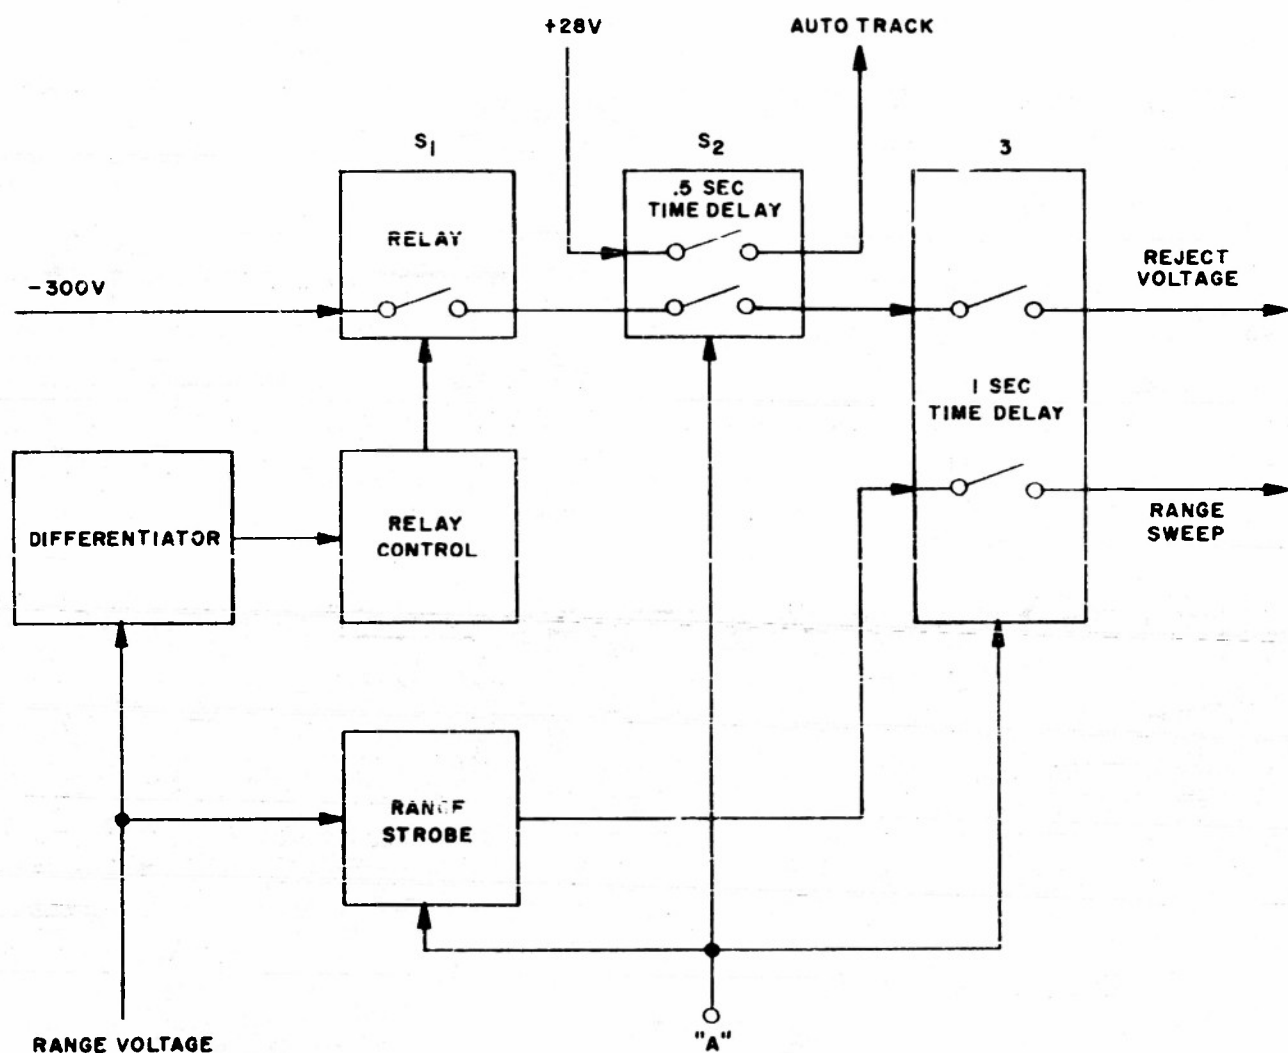 +28V
AUTO TRACK
S1
S2
3
.5 SEC
TIME DELAY
RELAY
-300V
REJECT
VOLTAGE
1 SEC
TIME DELAY
DIFFERENTIATOR
RELAY
CONTROL
RANGE
SWEEP
RANGE
STROBE
RANGE VOLTAGE
"A"